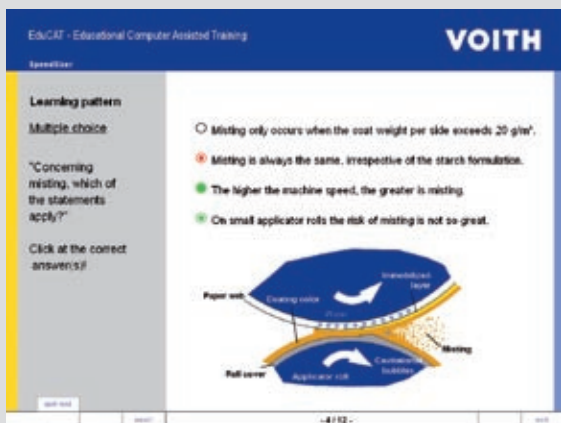 EduCAT - Educational Computer Assisted Training
VOITH
SpeedSizer
Learning pattern
Multiple choice
"Concerning
misting, which of
the statements
apply?"
Click at the correct
answer(s)!
Misting only occurs when the coat weight per side exceeds 20 g/m².
Misting is always the same, irrespective of the starch formulation.
The higher the machine speed, the greater is misting.
On small applicator rolls the risk of misting is not so great.
Immobilized
layer
Paper web
Coating color
Water
Misting
Roll cover
Applicator roll
Cavitational
bubbles
- 4 / 12 -